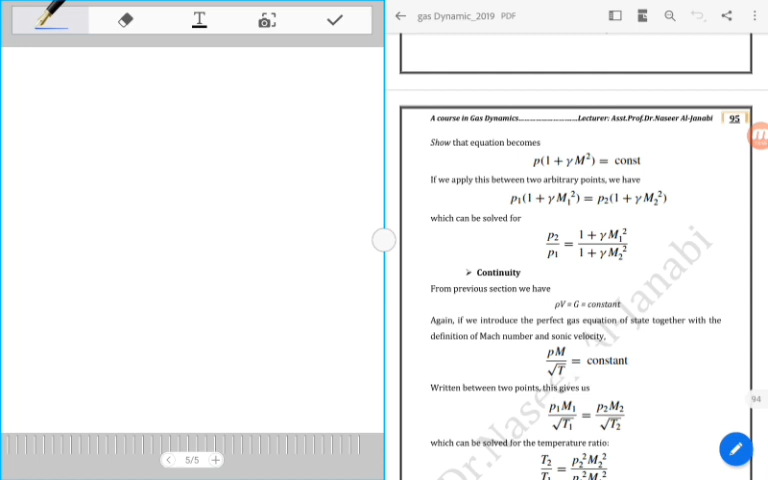 T
5/5
gas Dynamic_2019 PDF
A course in Gas Dynamics……………………Lecturer: Asst.Prof.Dr.Naseer Al-Janabi 95
Show that equation becomes
p(1 + γM²) = const
If we apply this between two arbitrary points, we have
p₁(1 + γM₁²) = p₂(1 + γM₂²)
which can be solved for
p₂/p₁ = (1 + γM₁²)/(1 + γM₂²)
➤ Continuity
From previous section we have
ρV = G = constant
Again, if we introduce the perfect gas equation of state together with the
definition of Mach number and sonic velocity,
pM/√T = constant
Written between two points, this gives us
p₁M₁/√T₁ = p₂M₂/√T₂
which can be solved for the temperature ratio:
T₂/T₁ = p₂²M₂²/p₁²M₁²
94
Dr.Naseer Al-Janabi